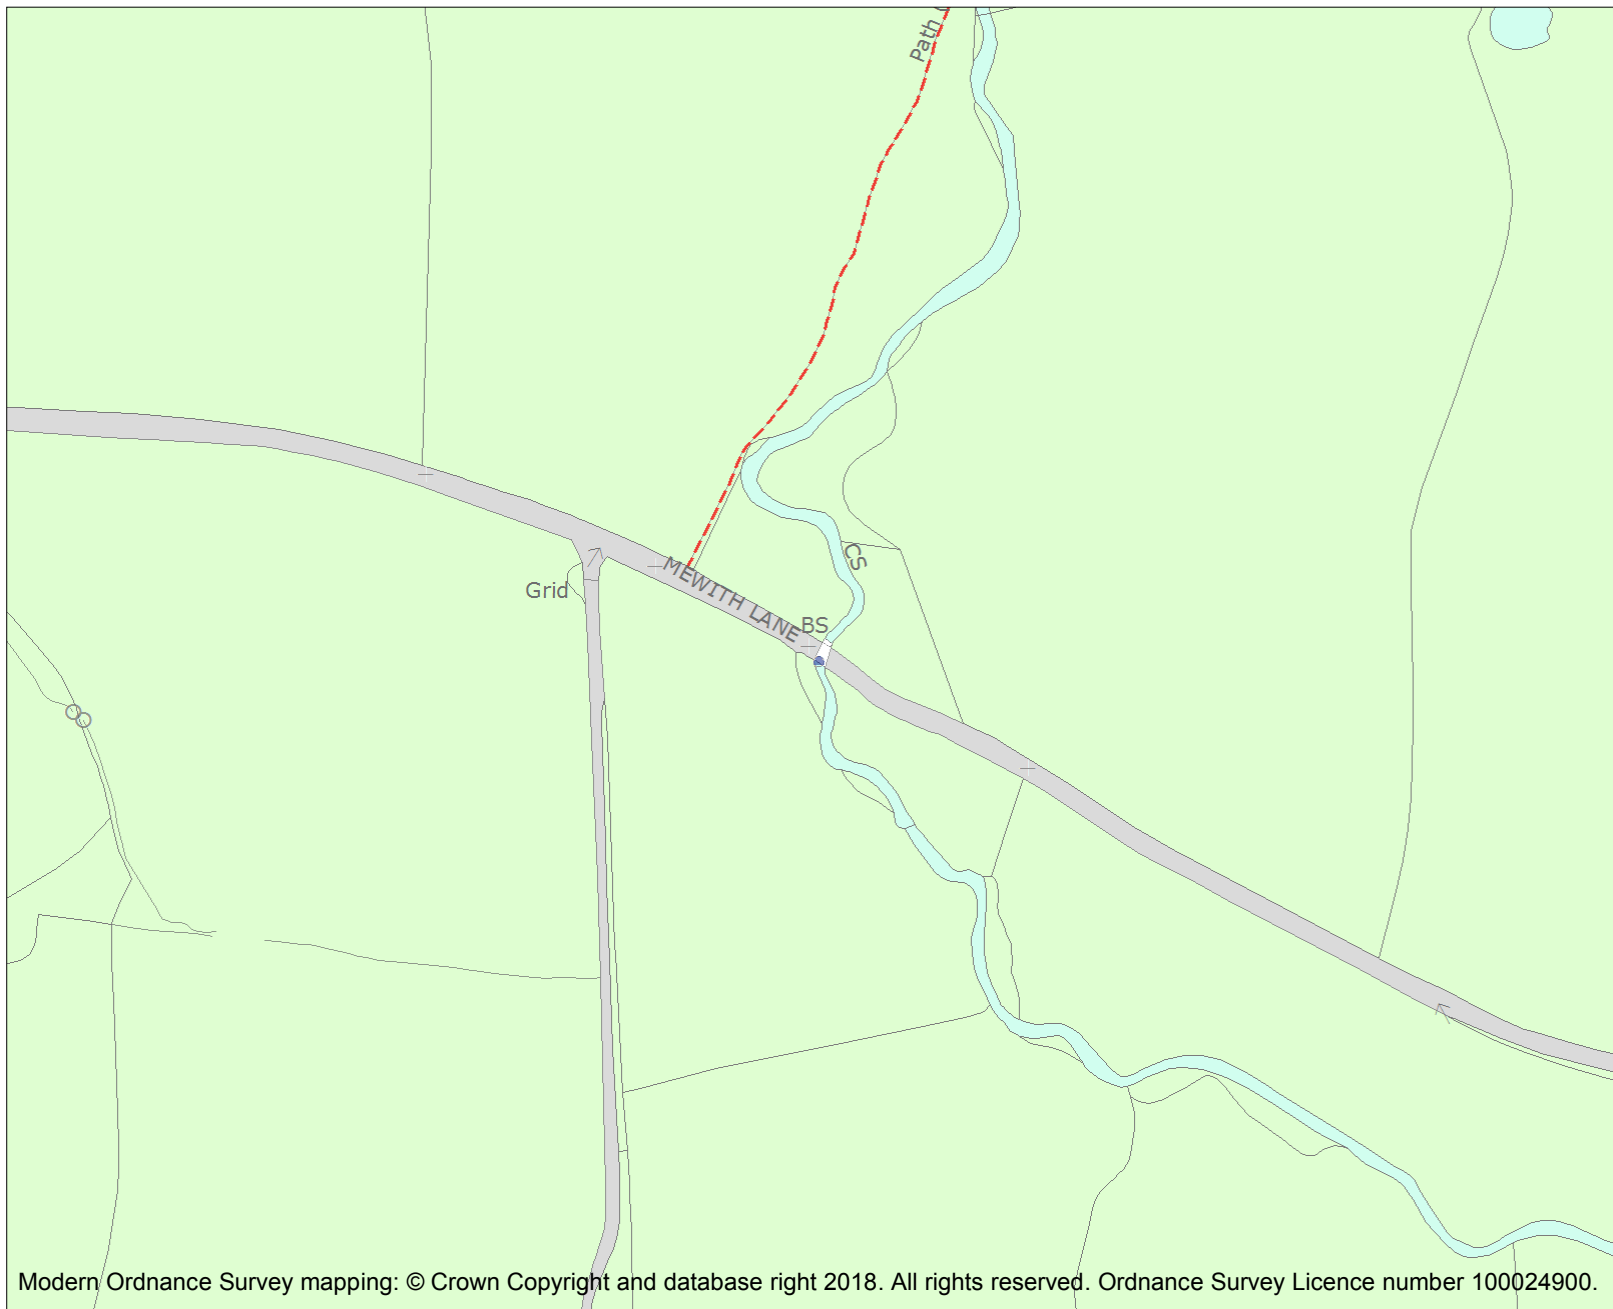 Path
CS
MEWITH LANE
Grid
BS
Modern Ordnance Survey mapping: © Crown Copyright and database right 2018. All rights reserved. Ordnance Survey Licence number 100024900.